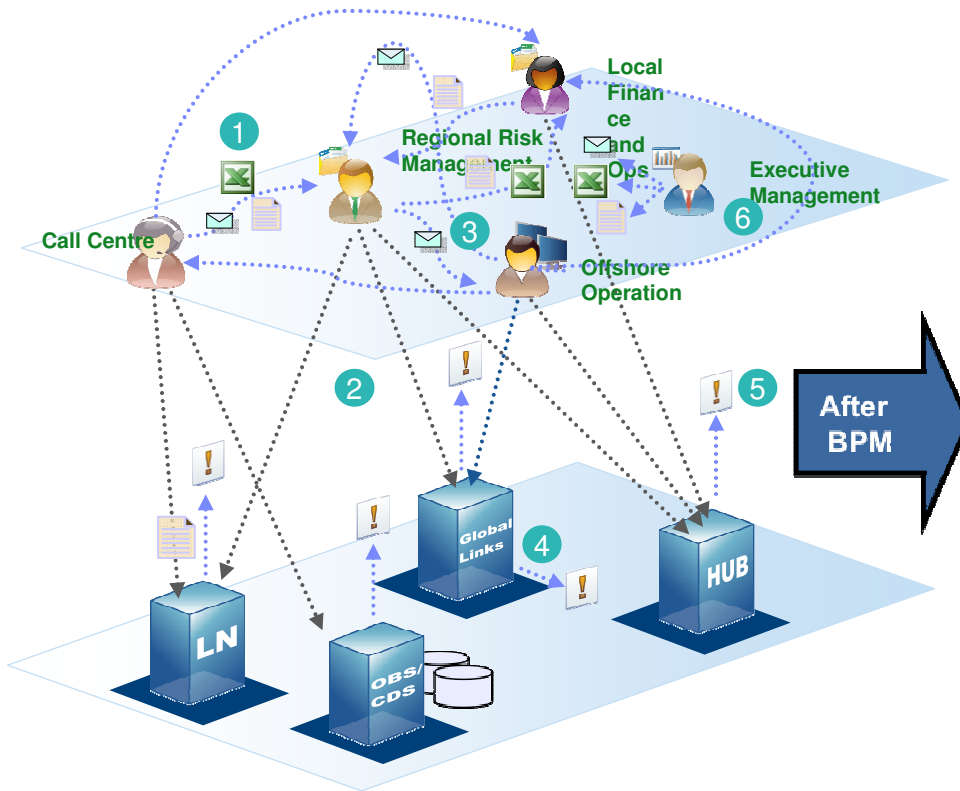 Local
Finan
ce
and
Ops
1
Regional Risk
Management
Executive
Management
6
Call Centre
3
Offshore
Operation
2
5
After
BPM
Global
Links
4
HUB
LN
OBS/
CDS